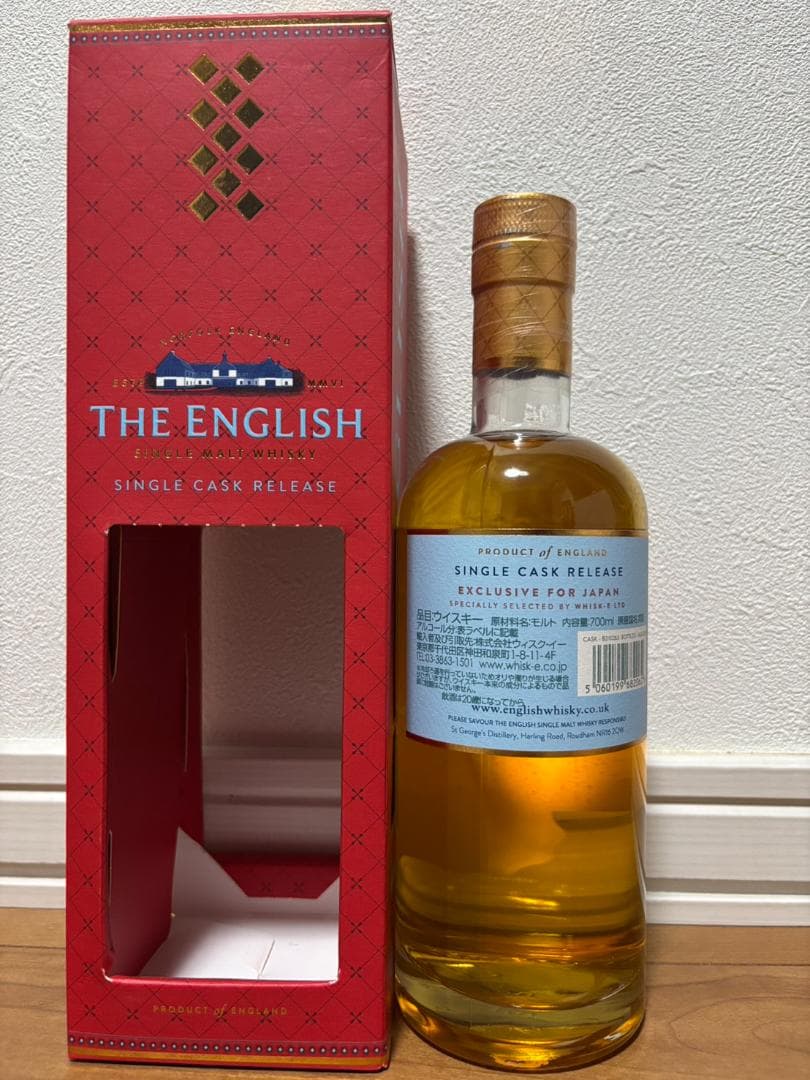 NORFOLK ENGLAND
ESTD MMVI
THE ENGLISH
SINGLE MALT WHISKY
SINGLE CASK RELEASE
PRODUCT of ENGLAND
PRODUCT of ENGLAND
SINGLE CASK RELEASE
EXCLUSIVE FOR JAPAN
SPECIALLY SELECTED BY WHISK-E LTD
品目:ウイスキー 原材料名:モルト 内容量:700ml
アルコール分:表ラベルに記載
輸入者及び引取先:株式会社ウィスクイー
東京都千代田区神田和泉町1-8-11-4F
TEL.03-3863-1501 www.whisk-e.co.jp
飲酒は20歳になってから
www.englishwhisky.co.uk
PLEASE SAVOUR THE ENGLISH SINGLE MALT WHISKY RESPONSIBLY
St George's Distillery, Harling Road, Roudham NR16 2QW